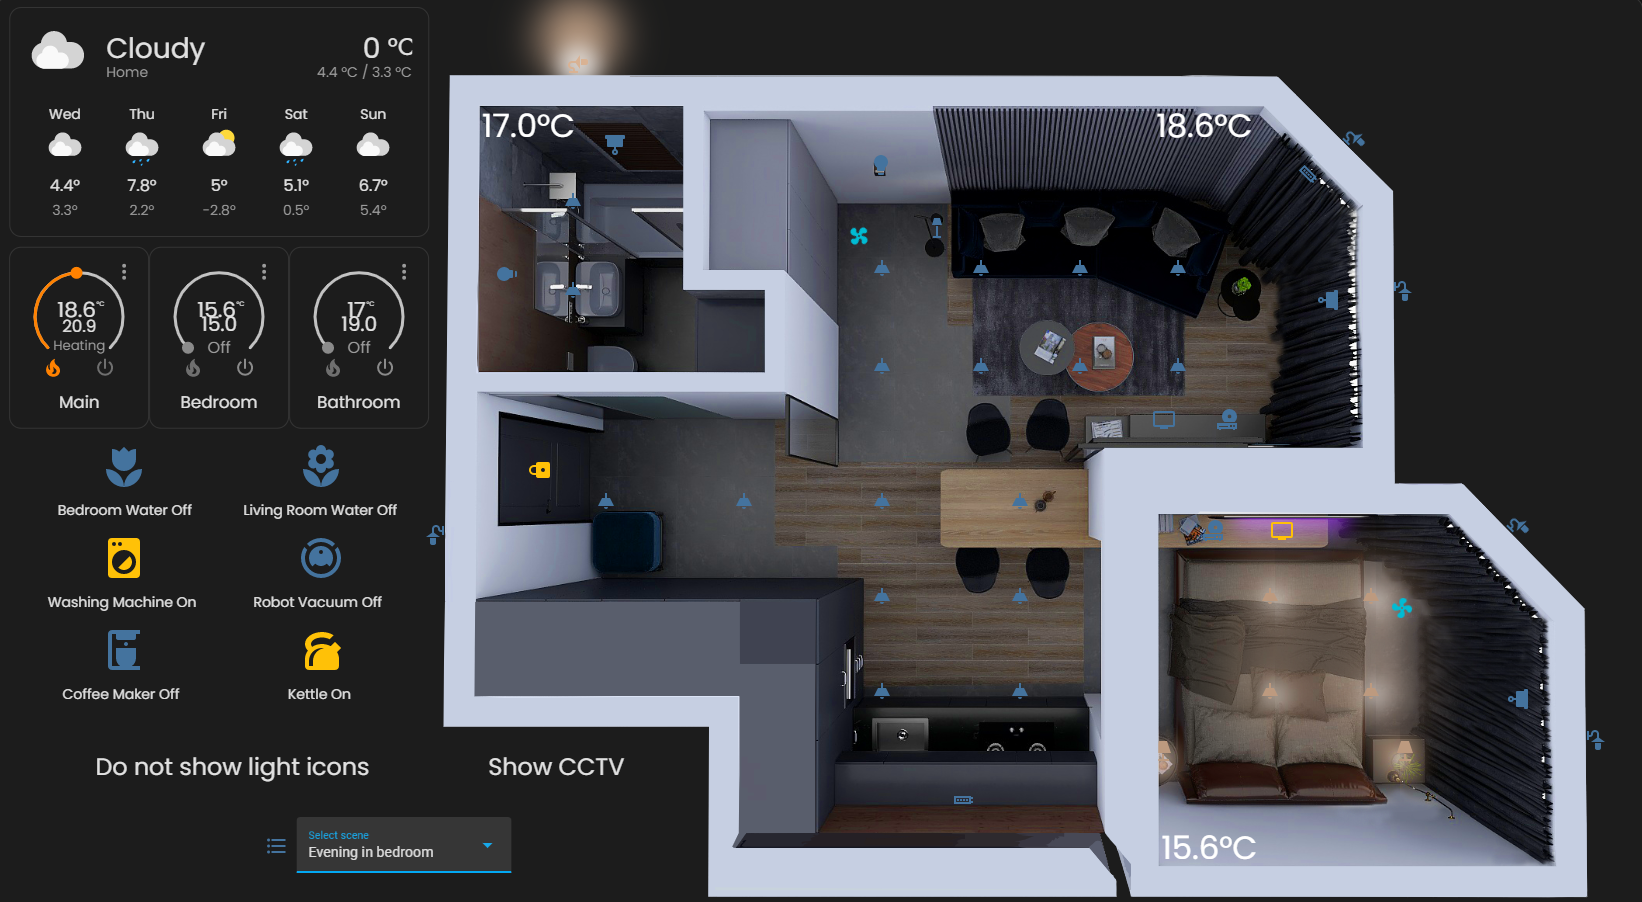 Cloudy
Home
0 °C
4.4 °C / 3.3 °C
Wed Thu Fri Sat Sun
4.4° 7.8° 5° 5.1° 6.7°
3.3° 2.2° -2.8° 0.5° 5.4°
18.6 °C
20.9
Heating
Main
15.6 °C
15.0
Off
Bedroom
17 °C
19.0
Off
Bathroom
Bedroom Water Off
Living Room Water Off
Washing Machine On
Robot Vacuum Off
Coffee Maker Off
Kettle On
Do not show light icons
Show CCTV
Select scene
Evening in bedroom
17.0°C
18.6°C
15.6°C